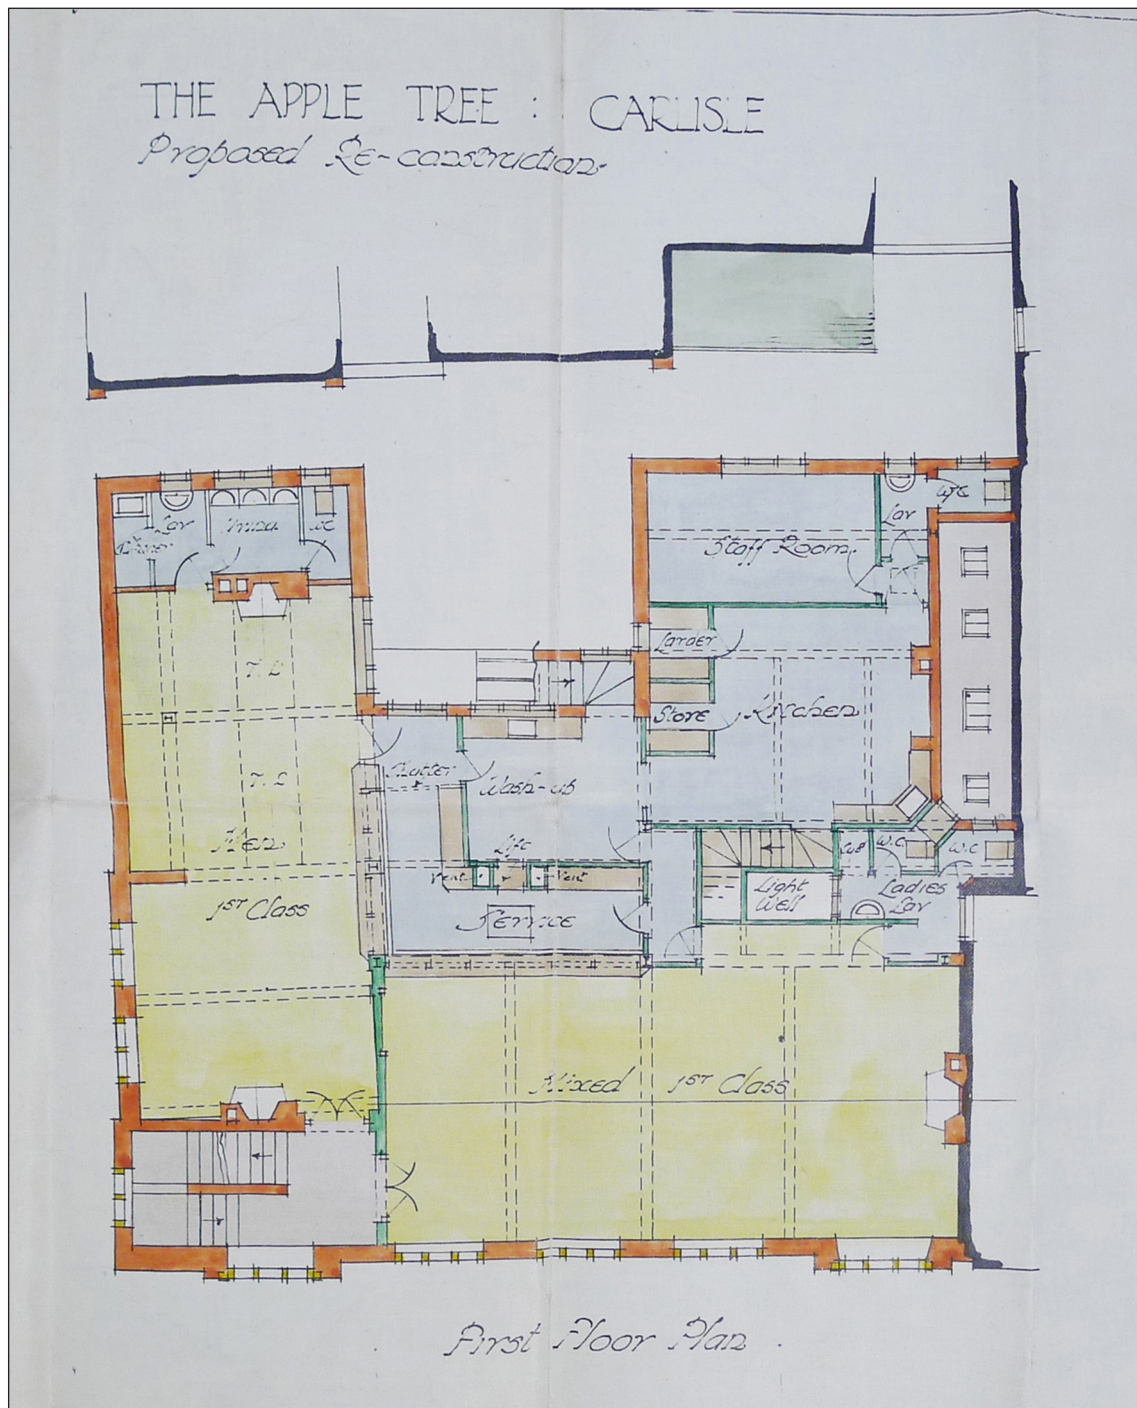 THE APPLE TREE : CARLISLE
Proposed Re-construction
Lav
W.C
Lav
W.C
Staff Room
Larder
T.L
Store
Kitchen
Shutter
T.L
Wash-up
Men
Lift
W.C
W.C
Vent
Vent
1ST Class
Service
Light
Well
Ladies
Lav
Mixed 1ST Class
First Floor Plan